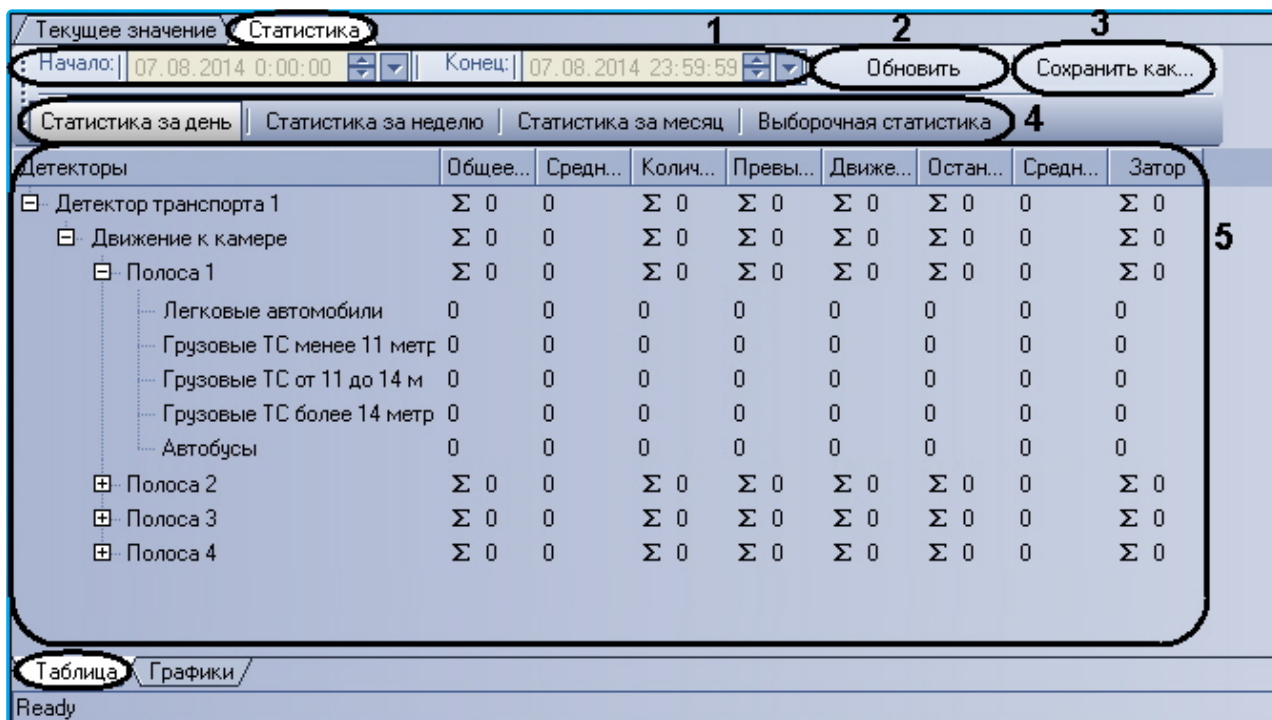 Текущее значение Статистика 1 2 3
Начало: 07.08.2014 0:00:00 Конец: 07.08.2014 23:59:59 Обновить Сохранить как...
Статистика за день Статистика за неделю Статистика за месяц Выборочная статистика 4
Детекторы Общее... Средн... Колич... Превы... Движе... Остан... Средн... Затор
Детектор транспорта 1 Σ 0 0 Σ 0 Σ 0 Σ 0 Σ 0 0 Σ 0
Движение к камере Σ 0 0 Σ 0 Σ 0 Σ 0 Σ 0 0 Σ 0 5
Полоса 1 Σ 0 0 Σ 0 Σ 0 Σ 0 Σ 0 0 Σ 0
Легковые автомобили 0 0 0 0 0 0 0 0
Грузовые ТС менее 11 метр 0 0 0 0 0 0 0 0
Грузовые ТС от 11 до 14 м 0 0 0 0 0 0 0 0
Грузовые ТС более 14 метр 0 0 0 0 0 0 0 0
Автобусы 0 0 0 0 0 0 0 0
Полоса 2 Σ 0 0 Σ 0 Σ 0 Σ 0 Σ 0 0 Σ 0
Полоса 3 Σ 0 0 Σ 0 Σ 0 Σ 0 Σ 0 0 Σ 0
Полоса 4 Σ 0 0 Σ 0 Σ 0 Σ 0 Σ 0 0 Σ 0
Таблица Графики
Ready